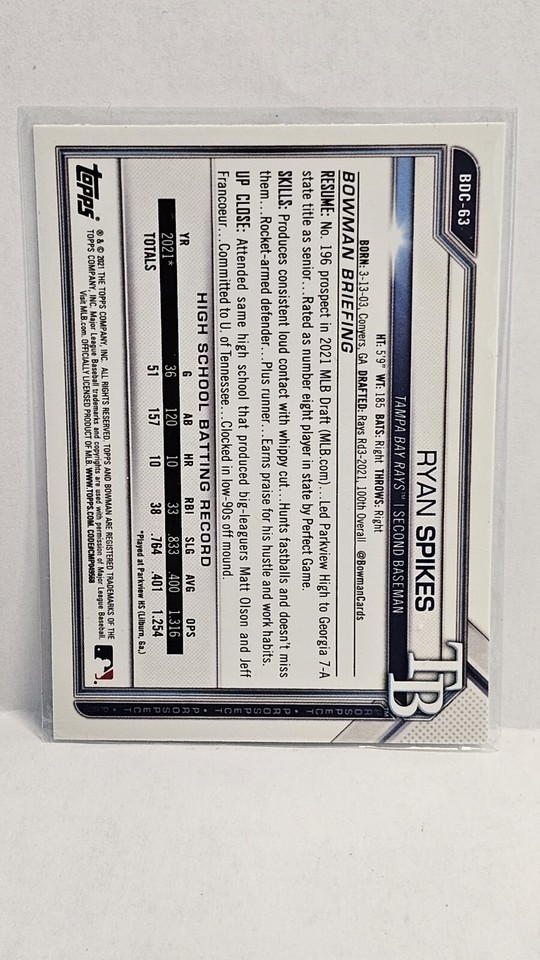 BDC-63
RYAN SPIKES
TAMPA BAY RAYS™ | SECOND BASEMAN
TB
HT: 5'9" WT: 185 BATS: Right THROWS: Right
BORN: 3-13-03, Conyers, GA DRAFTED: Rays Rd3-2021, 100th Overall @BowmanCards
BOWMAN BRIEFING
RESUME: No. 196 prospect in 2021 MLB Draft (MLB.com)...Led Parkview High to Georgia 7-A
state title as senior...Rated as number eight player in state by Perfect Game.
SKILLS: Produces consistent loud contact with whippy cut...Hunts fastballs and doesn't miss
them...Rocket-armed defender...Plus runner...Earns praise for his hustle and work habits.
UP CLOSE: Attended same high school that produced big-leaguers Matt Olson and Jeff
Francoeur...Committed to U. of Tennessee...Clocked in low-90s off mound.
HIGH SCHOOL BATTING RECORD
YR G AB HR RBI SLG AVG OPS
2021* 36 120 10 33 .833 .400 1.316
TOTALS 51 157 10 38 .764 .401 1.254
*Played at Parkview HS (Lilburn, Ga.)
topps®
® & © 2021 THE TOPPS COMPANY, INC. ALL RIGHTS RESERVED. TOPPS AND BOWMAN ARE REGISTERED TRADEMARKS OF THE
TOPPS COMPANY, INC. Major League Baseball trademarks and copyrights are used with permission of Major League Baseball.
Visit MLB.com. OFFICIALLY LICENSED PRODUCT OF MLB. WWW.TOPPS.COM.
PROSPECT